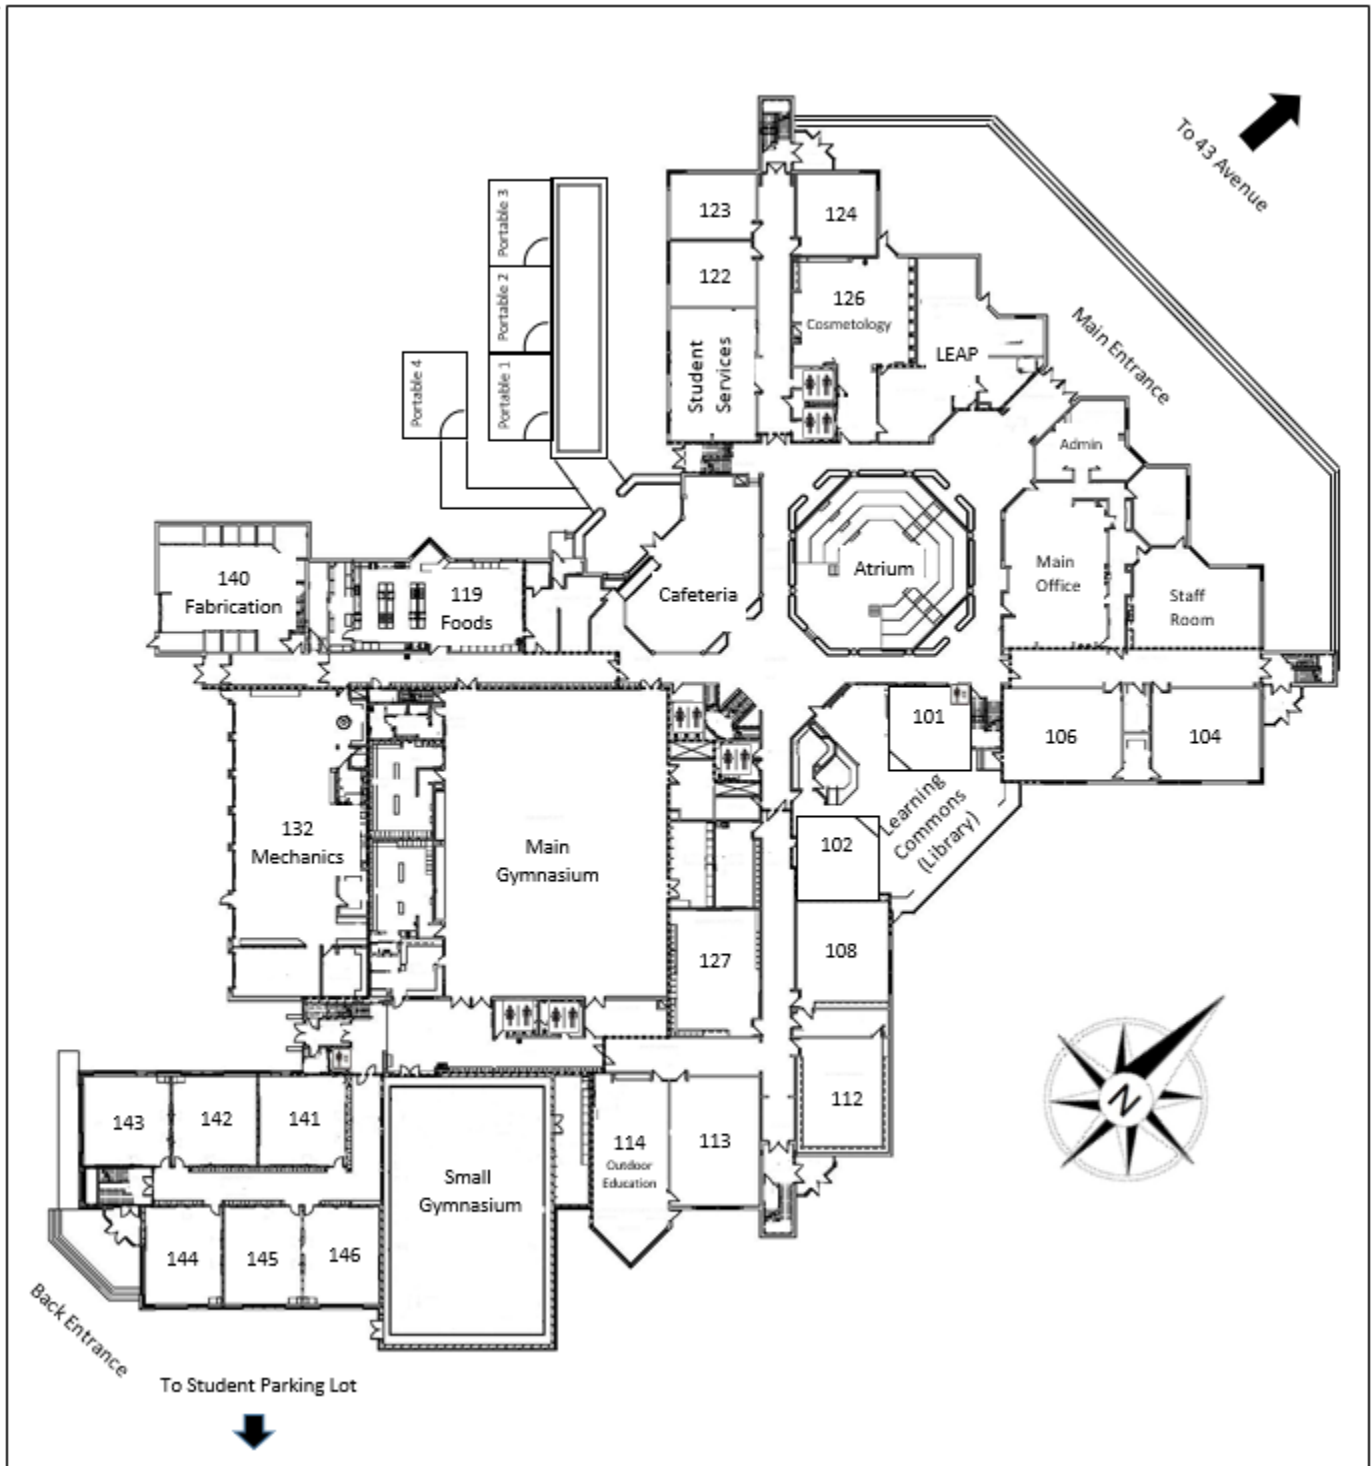 To 43 Avenue
Main Entrance
Portable 3
Portable 2
Portable 1
Portable 4
123
124
122
126
Cosmetology
Student
Services
LEAP
Admin
140
Fabrication
119
Foods
Cafeteria
Atrium
Main
Office
Staff
Room
101
106
104
Learning
Commons
(Library)
102
132
Mechanics
Main
Gymnasium
127
108
112
N
143
142
141
114
Outdoor
Education
113
Small
Gymnasium
144
145
146
Back Entrance
To Student Parking Lot